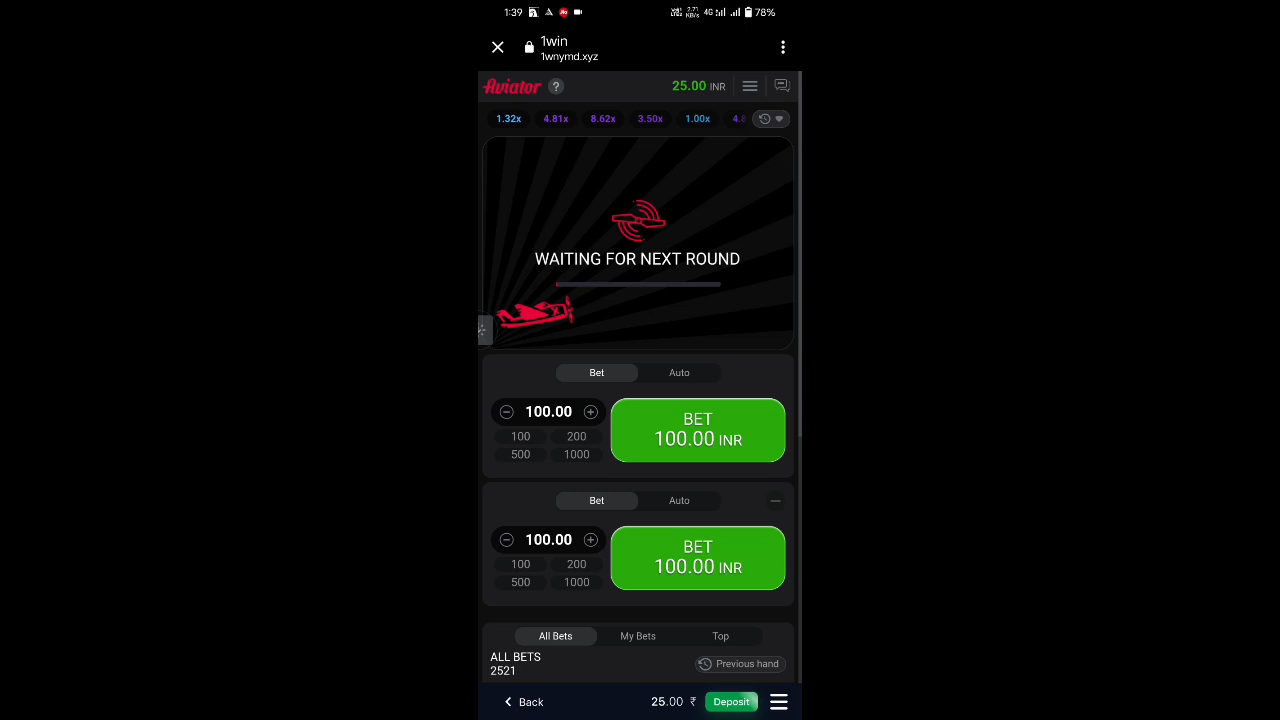 1:39 78%
2.71 KB/s 4G
1win
1wnymd.xyz
Aviator ? 25.00 INR
1.32x 4.81x 8.62x 3.50x 1.00x
WAITING FOR NEXT ROUND
Bet Auto
100.00
BET
100.00 INR
100 200
500 1000
Bet Auto
100.00
BET
100.00 INR
100 200
500 1000
All Bets My Bets Top
ALL BETS
2521
Previous hand
Back 25.00 ₹ Deposit